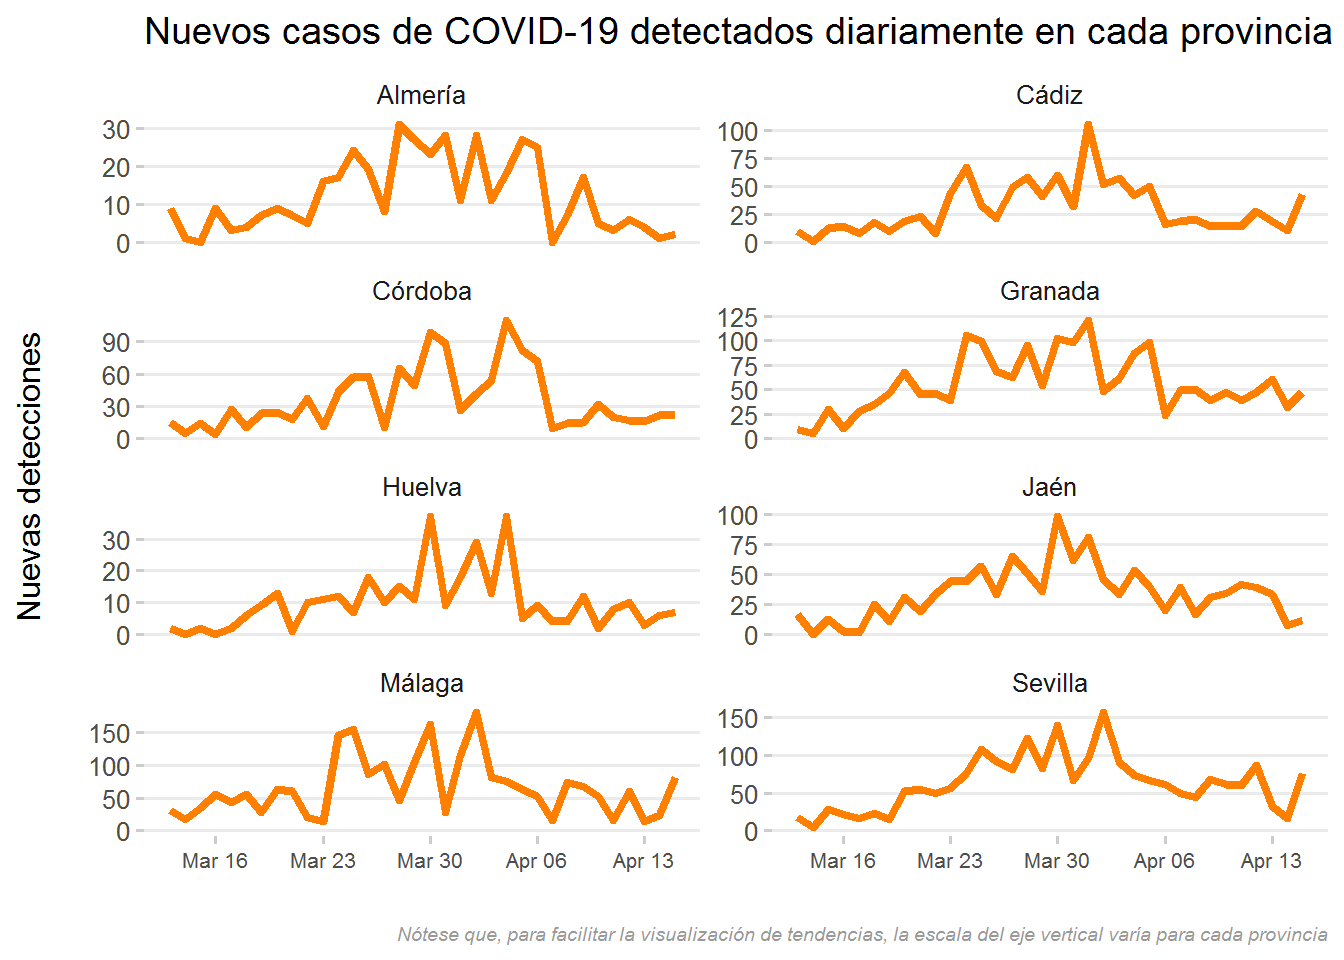 Nuevos casos de COVID-19 detectados diariamente en cada provincia
Nuevas detecciones
Almería
30
20
10
0
Cádiz
100
75
50
25
0
Córdoba
90
60
30
0
Granada
125
100
75
50
25
0
Huelva
30
20
10
0
Jaén
100
75
50
25
0
Málaga
150
100
50
0
Sevilla
150
100
50
0
Mar 16 Mar 23 Mar 30 Apr 06 Apr 13
Mar 16 Mar 23 Mar 30 Apr 06 Apr 13
Nótese que, para facilitar la visualización de tendencias, la escala del eje vertical varía para cada provincia